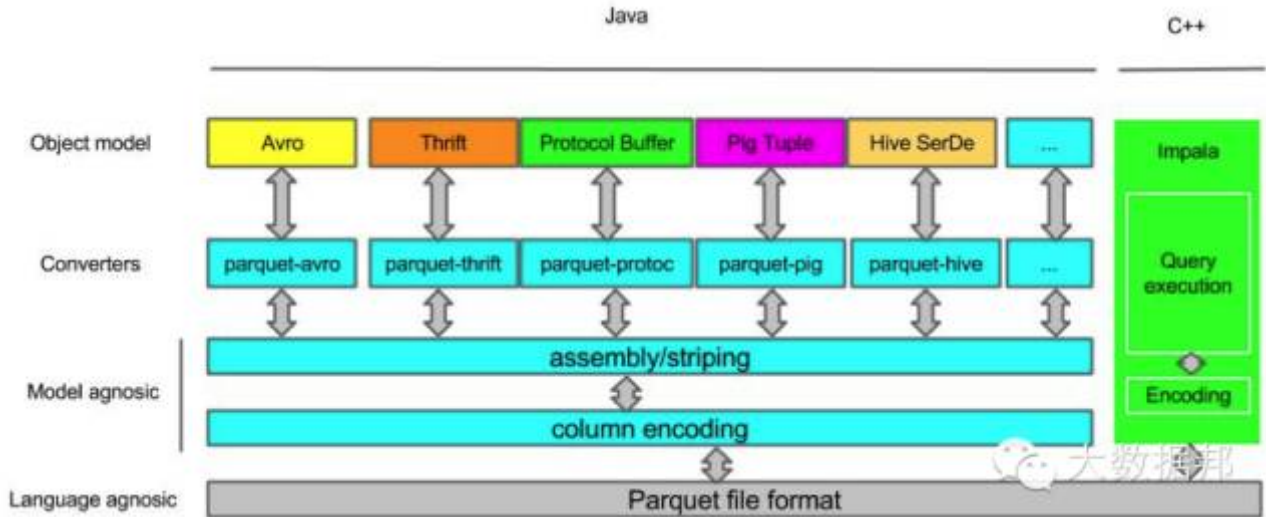 Java
C++
Object model
Avro
Thrift
Protocol Buffer
Pig Tuple
Hive SerDe
...
Impala
Converters
parquet-avro
parquet-thrift
parquet-protoc
parquet-pig
parquet-hive
...
Query
execution
assembly/striping
Model agnosic
Encoding
column encoding
大数据邦
Language agnosic
Parquet file format